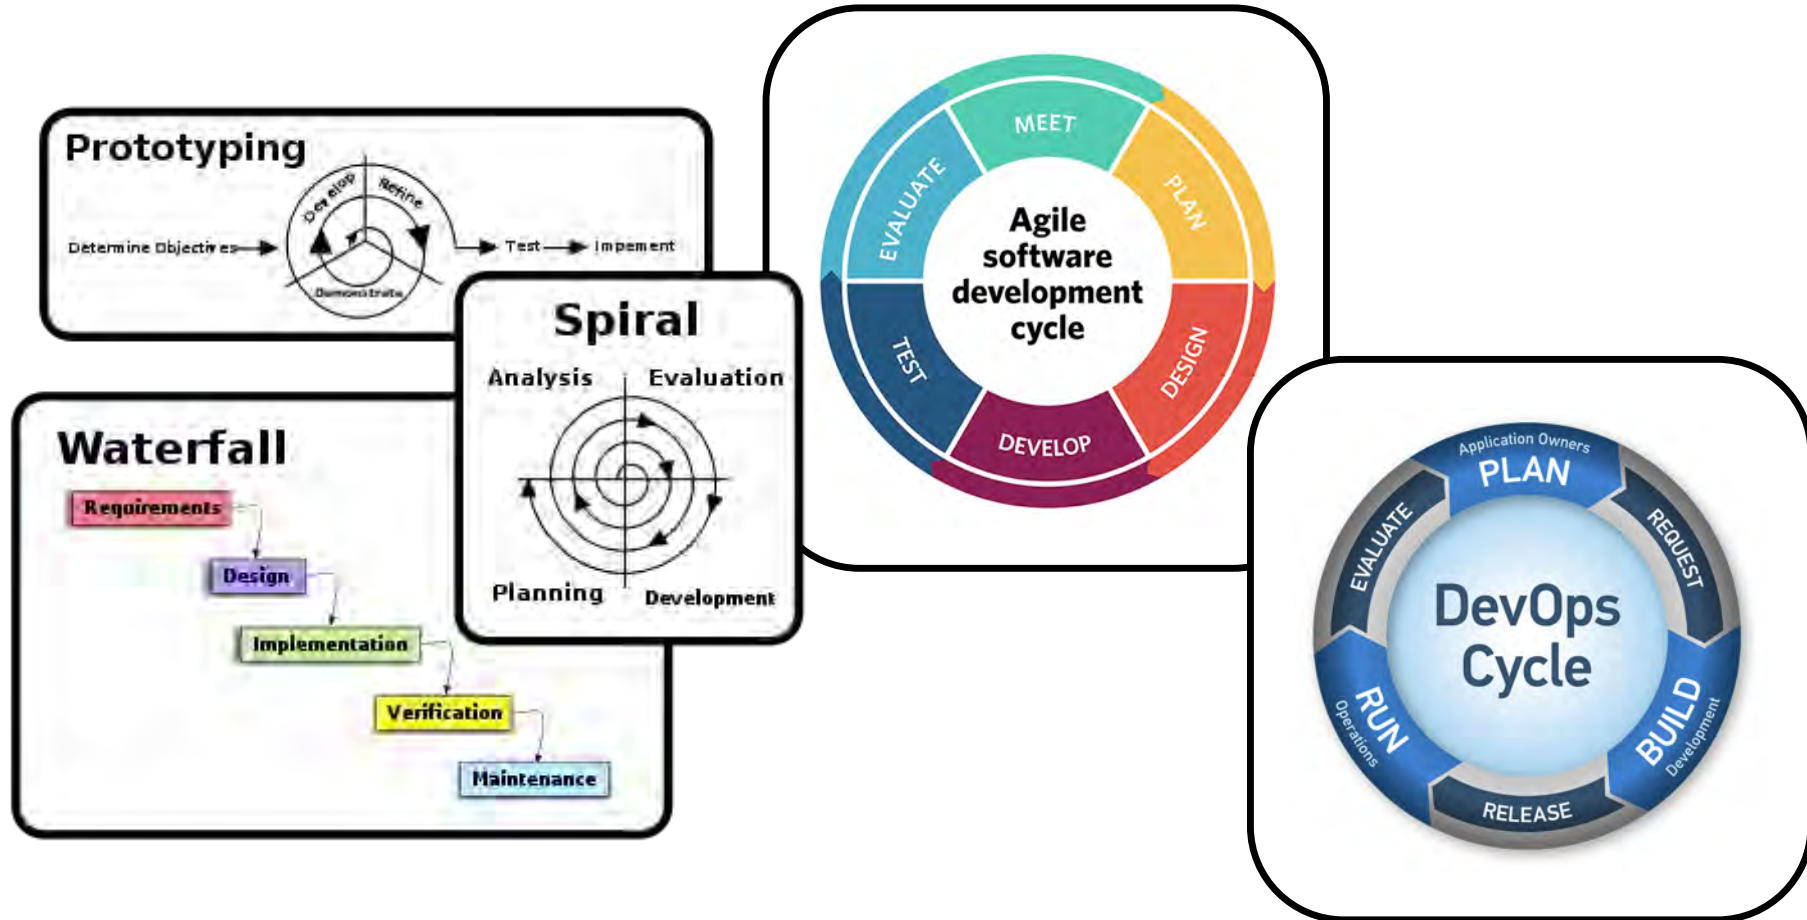 Prototyping
Develop
Refine
Determine Objectives
Test
Impement
Demonstrate
Spiral
Analysis
Evaluation
Planning
Development
Waterfall
Requirements
Design
Implementation
Verification
Maintenance
MEET
PLAN
DESIGN
DEVELOP
TEST
EVALUATE
Agile
software
development
cycle
Application Owners
PLAN
REQUEST
BUILD
Development
RELEASE
RUN
Operations
EVALUATE
DevOps
Cycle